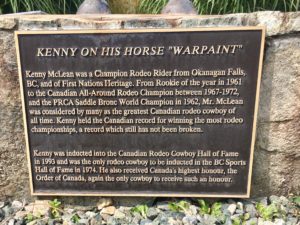 KENNY ON HIS HORSE "WARPAINT"
Kenny McLean was a Champion Rodeo Rider from Okanagan Falls,
BC, and of First Nations Heritage. From Rookie of the year in 1961
to the Canadian All-Around Rodeo Champion between 1967-1972,
and the PRCA Saddle Bronc World Champion in 1962, Mr. McLean
was considered by many as the greatest Canadian rodeo cowboy of
all time. Kenny held the Canadian record for winning the most rodeo
championships, a record which still has not been broken.
Kenny was inducted into the Canadian Rodeo Cowboy Hall of Fame
in 1993 and was the only rodeo cowboy to be inducted in the BC Sports
Hall of Fame in 1974. He also received Canada's highest honour, the
Order of Canada, again the only cowboy to receive such an honour.